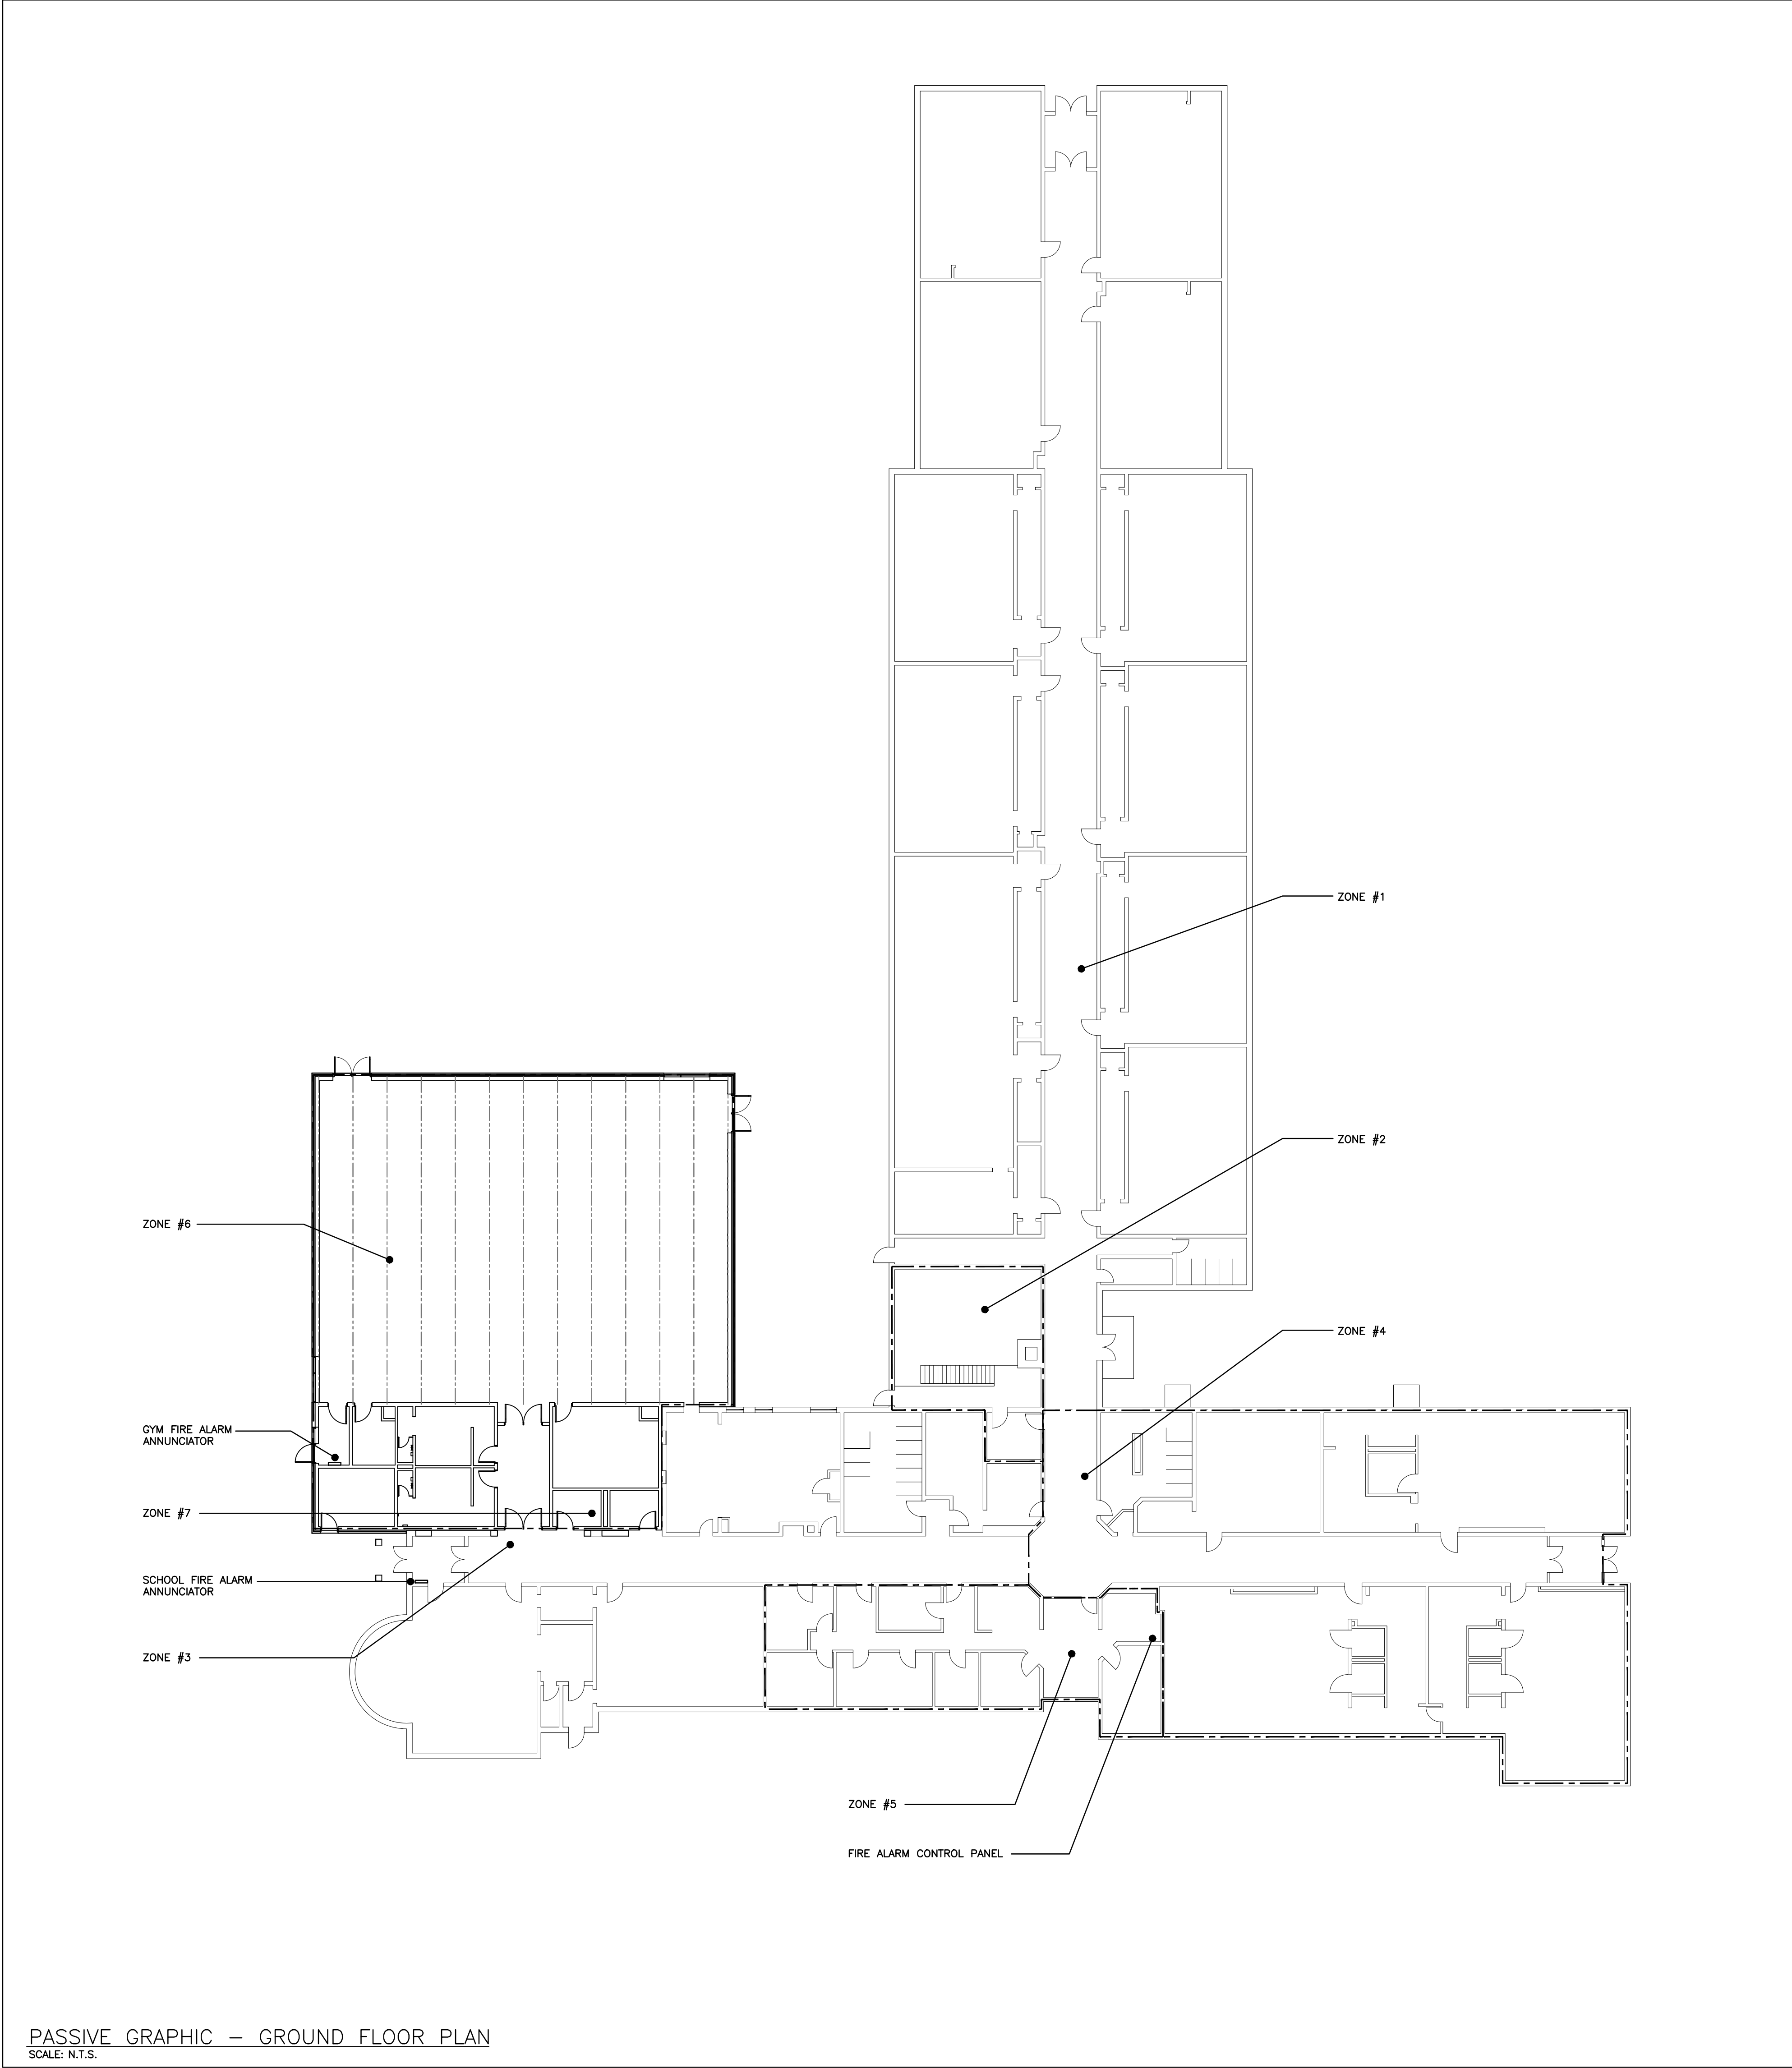 ZONE #1
ZONE #2
ZONE #6
ZONE #4
GYM FIRE ALARM
ANNUNCIATOR
ZONE #7
SCHOOL FIRE ALARM
ANNUNCIATOR
ZONE #3
ZONE #5
FIRE ALARM CONTROL PANEL
PASSIVE GRAPHIC – GROUND FLOOR PLAN
SCALE: N.T.S.